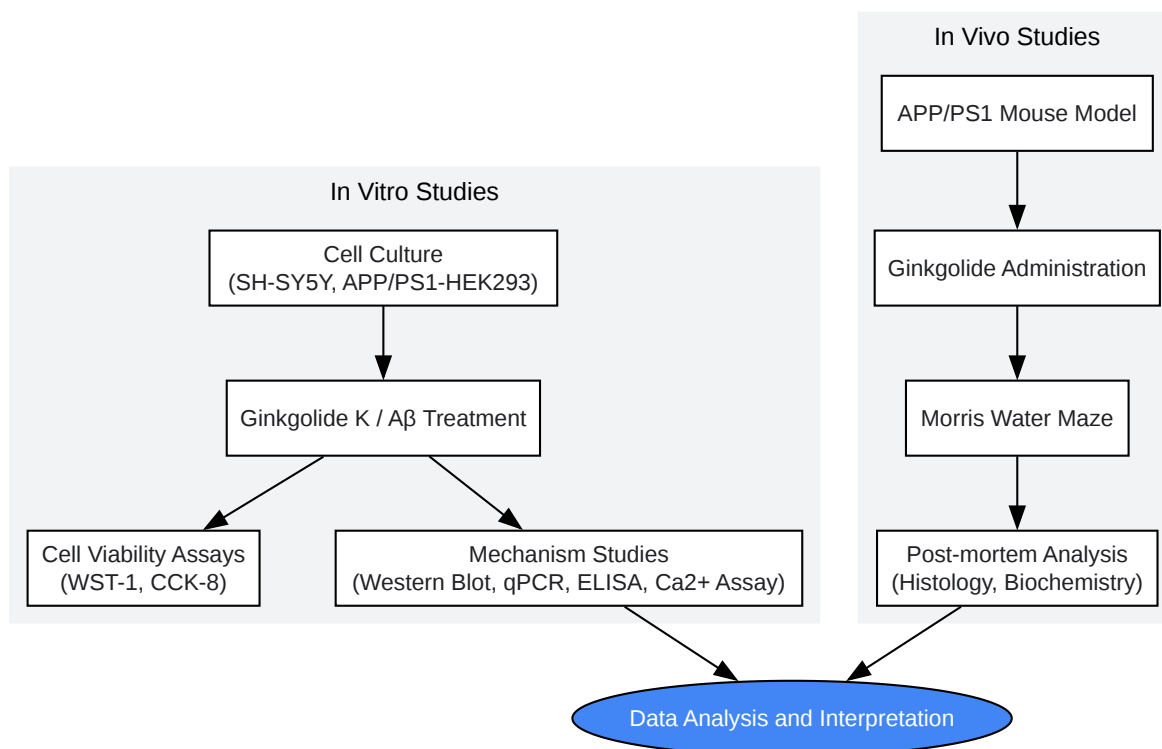 In Vitro Studies
Cell Culture
(SH-SY5Y, APP/PS1-HEK293)
Ginkgolide K / Aβ Treatment
Cell Viability Assays
(WST-1, CCK-8)
Mechanism Studies
(Western Blot, qPCR, ELISA, Ca2+ Assay)
In Vivo Studies
APP/PS1 Mouse Model
Ginkgolide Administration
Morris Water Maze
Post-mortem Analysis
(Histology, Biochemistry)
Data Analysis and Interpretation